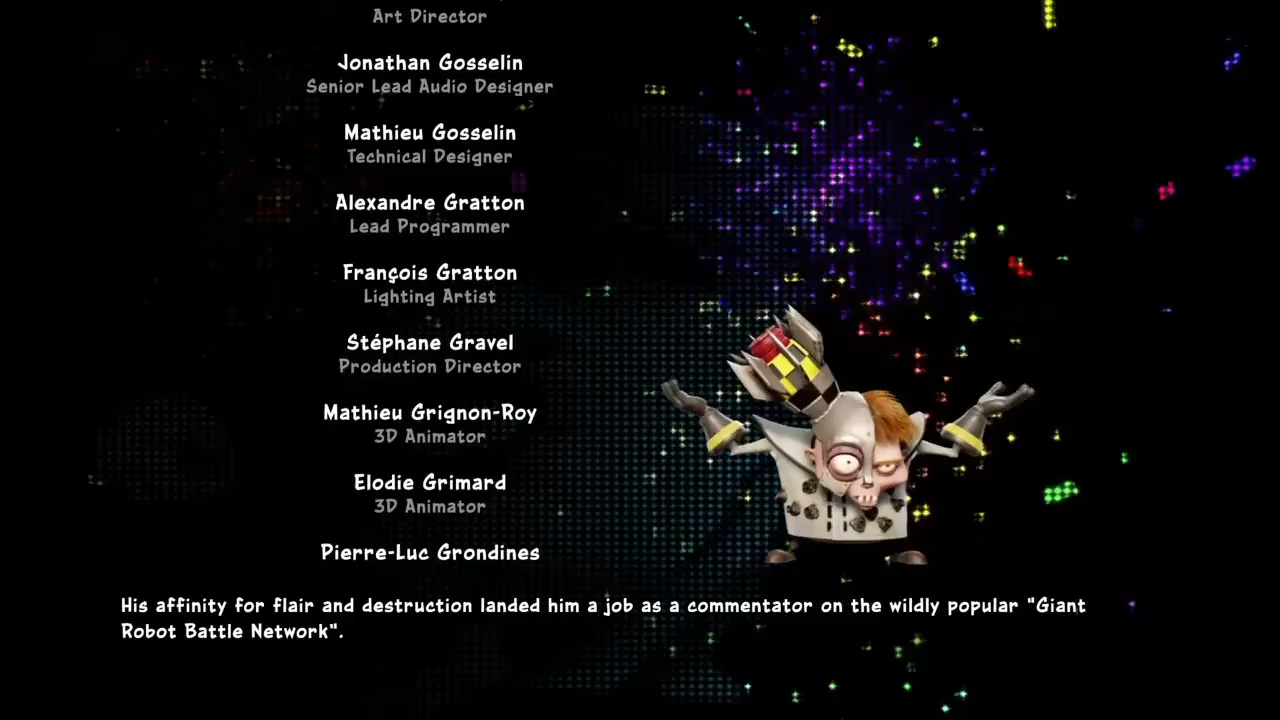 Art Director
Jonathan Gosselin
Senior Lead Audio Designer
Mathieu Gosselin
Technical Designer
Alexandre Gratton
Lead Programmer
François Gratton
Lighting Artist
Stéphane Gravel
Production Director
Mathieu Grignon-Roy
3D Animator
Elodie Grimard
3D Animator
Pierre-Luc Grondines
His affinity for flair and destruction landed him a job as a commentator on the wildly popular "Giant
Robot Battle Network".